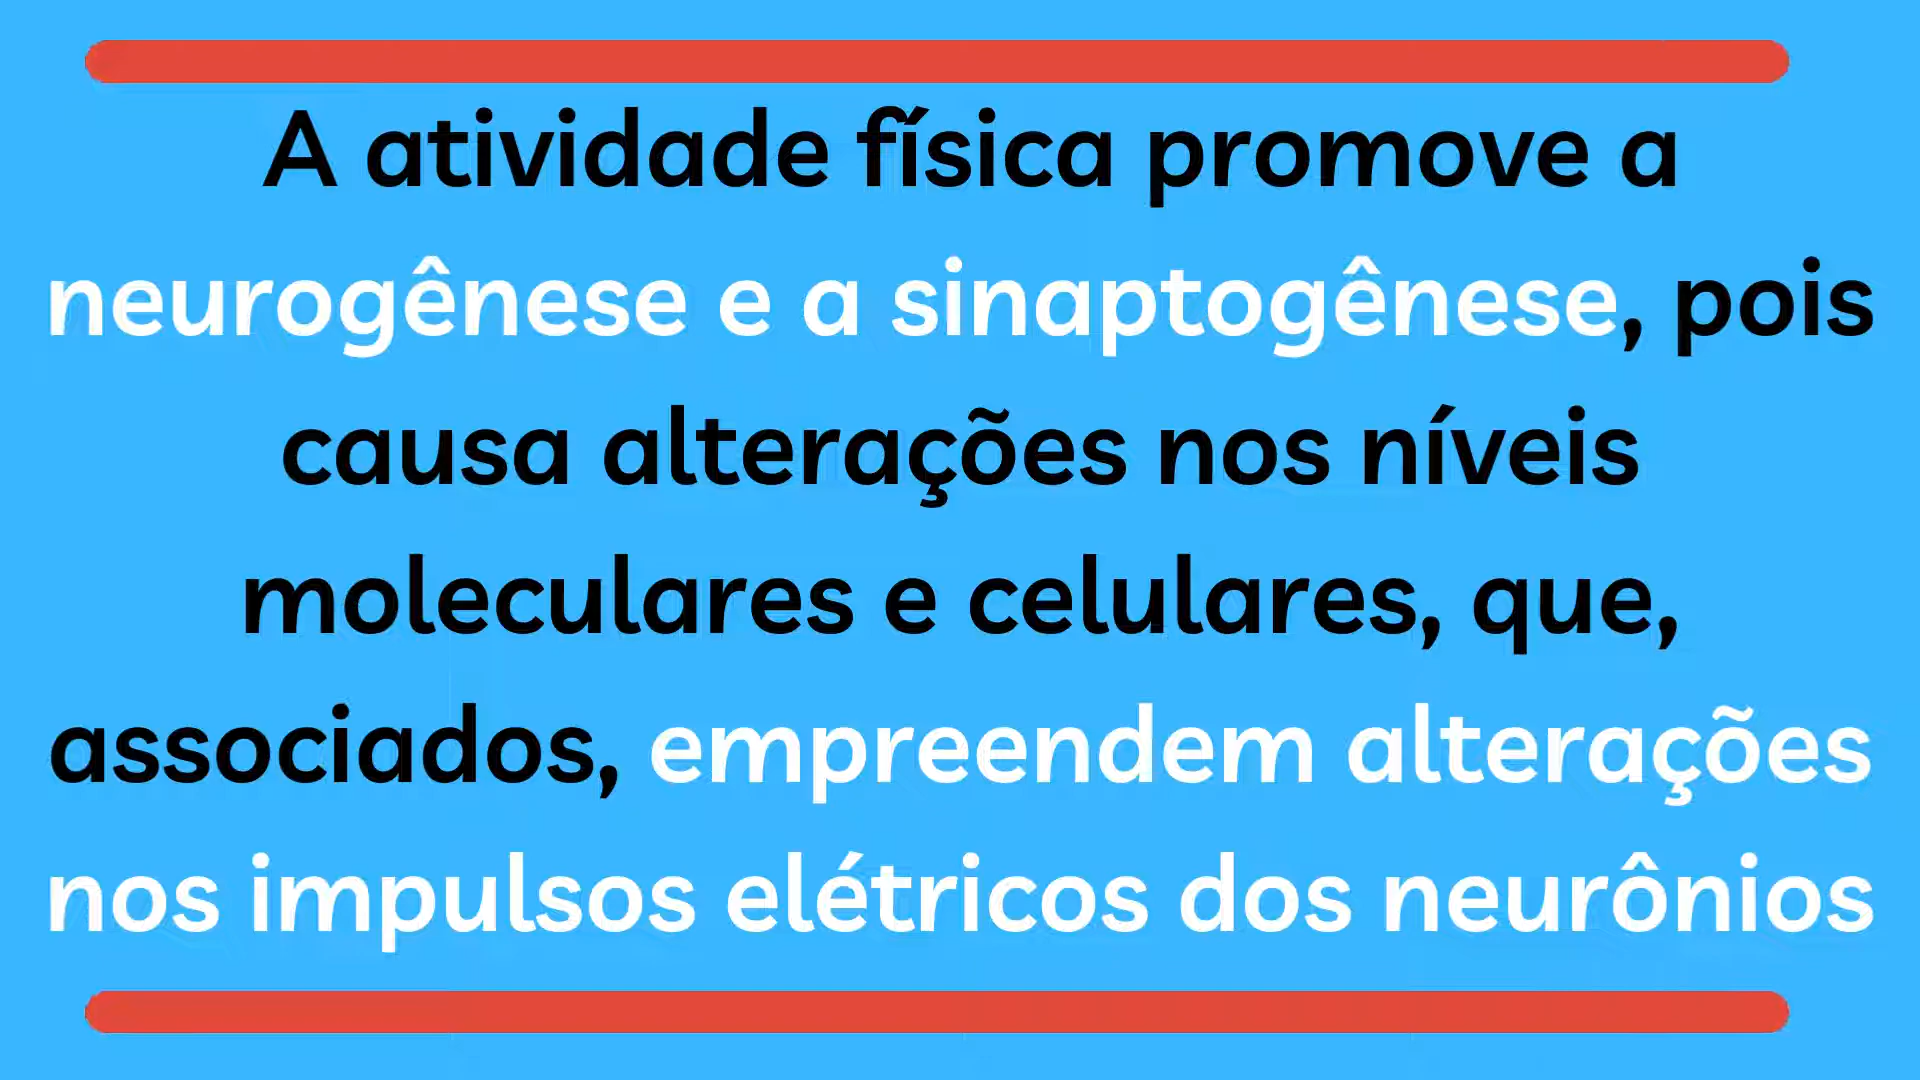 A atividade física promove a
neurogênese e a sinaptogênese, pois
causa alterações nos níveis
moleculares e celulares, que,
associados, empreendem alterações
nos impulsos elétricos dos neurônios